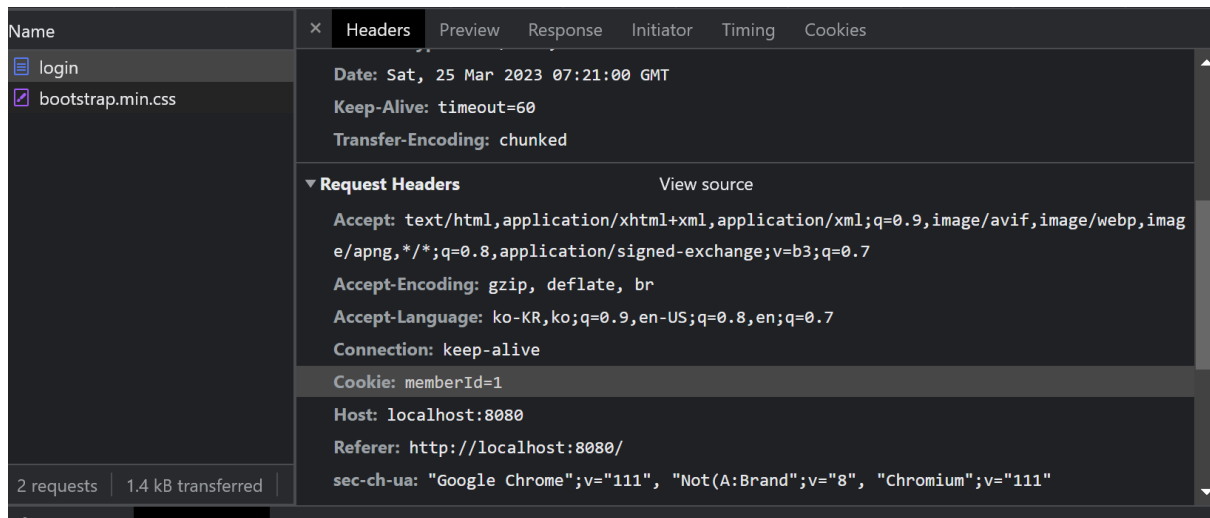 Name
× Headers Preview Response Initiator Timing Cookies
login
bootstrap.min.css
Date: Sat, 25 Mar 2023 07:21:00 GMT
Keep-Alive: timeout=60
Transfer-Encoding: chunked
Request Headers View source
Accept: text/html,application/xhtml+xml,application/xml;q=0.9,image/avif,image/webp,imag
e/apng,*/*;q=0.8,application/signed-exchange;v=b3;q=0.7
Accept-Encoding: gzip, deflate, br
Accept-Language: ko-KR,ko;q=0.9,en-US;q=0.8,en;q=0.7
Connection: keep-alive
Cookie: memberId=1
Host: localhost:8080
Referer: http://localhost:8080/
sec-ch-ua: "Google Chrome";v="111", "Not(A:Brand";v="8", "Chromium";v="111"
2 requests 1.4 kB transferred